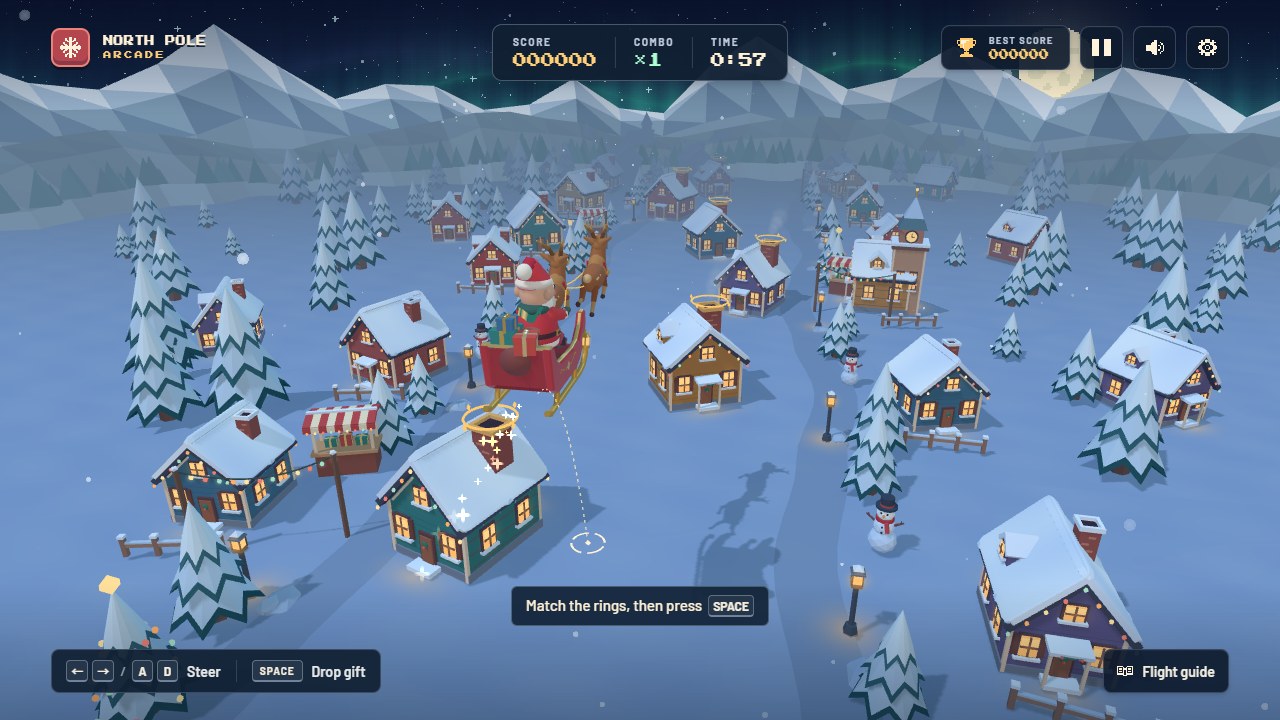 NORTH POLE
ARCADE
SCORE
000000
COMBO
×1
TIME
0:57
BEST SCORE
000000
Match the rings, then press SPACE
← → / A D Steer
SPACE Drop gift
Flight guide